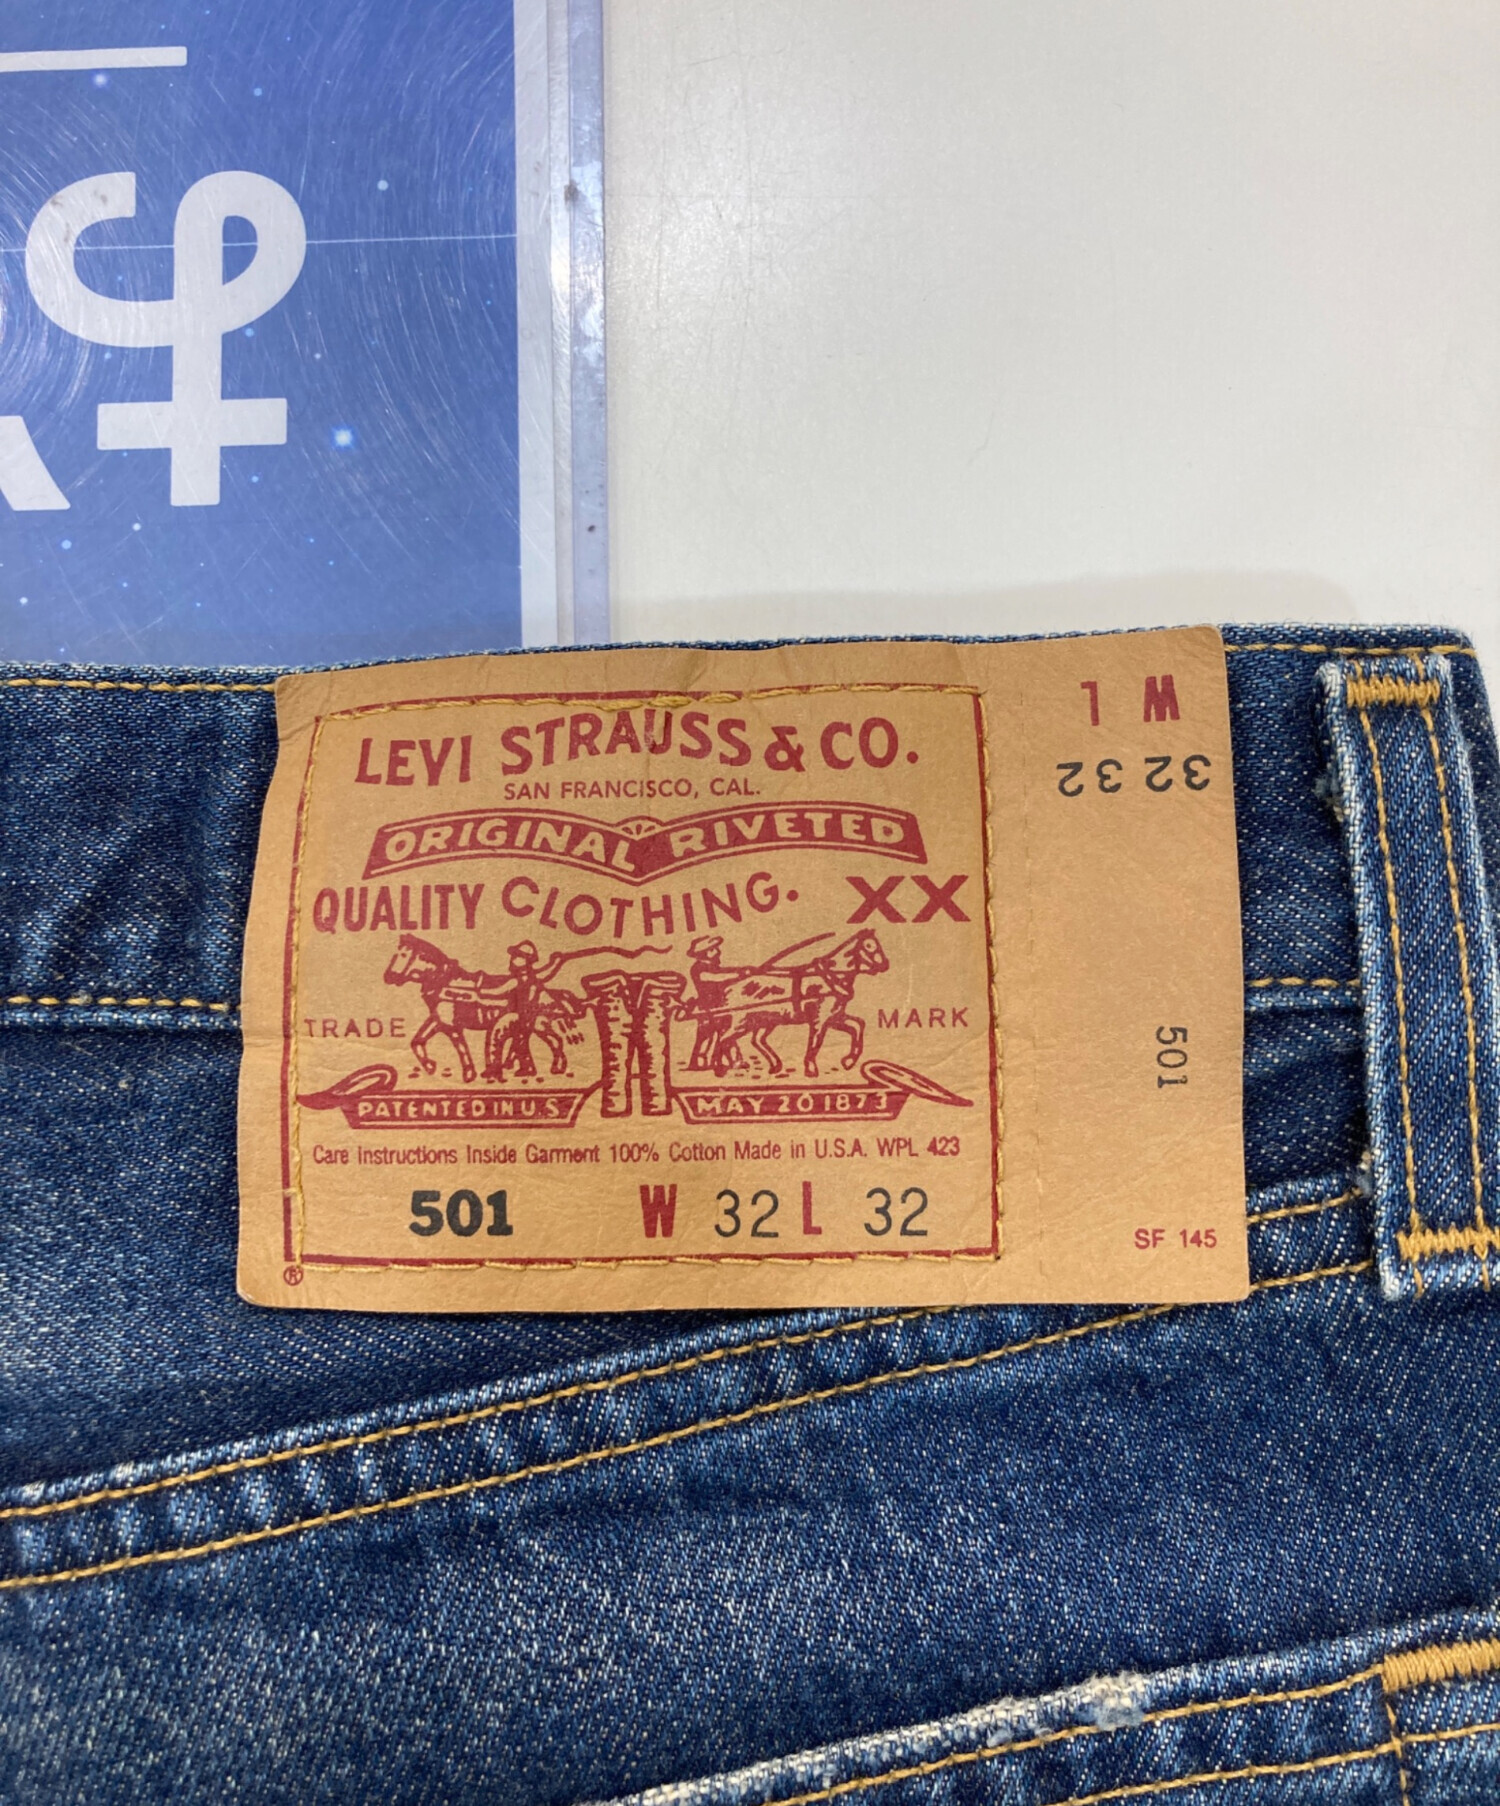 LEVI STRAUSS & CO.
SAN FRANCISCO, CAL.
ORIGINAL RIVETED
QUALITY CLOTHING. XX
TRADE MARK
PATENTED IN U.S. MAY 20 1873
Care Instructions Inside Garment 100% Cotton Made in U.S.A. WPL 423
501 W 32 L 32
®
W L
32 32
501
SF 145